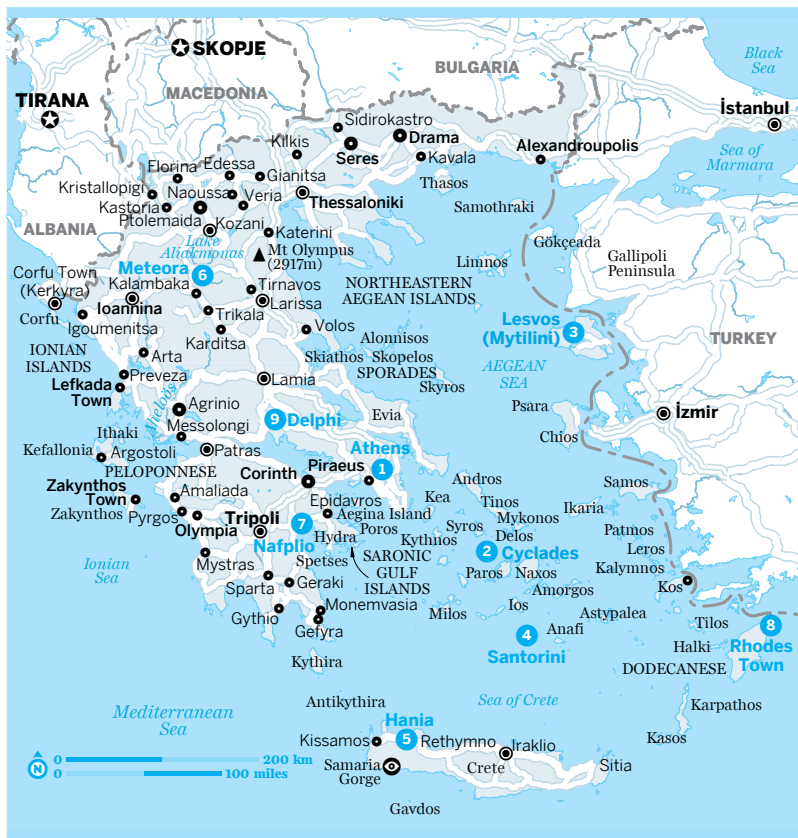 SKOPJE
BULGARIA
Black
Sea
MACEDONIA
TIRANA
İstanbul
Sidirokastro
Drama
Kilkis
Seres
Kavala
Alexandroupolis
Sea of
Marmara
Florina
Edessa
Gianitsa
Thasos
Kristallopigi
Naoussa
Veria
Thessaloniki
Kastoria
Samothraki
Ptolemaida
Kozani
ALBANIA
Katerini
Lake
Aliakmonas
Mt Olympus
(2917m)
Gökçeada
Gallipoli
Peninsula
Limnos
Meteora
6
Corfu Town
(Kerkyra)
Kalambaka
Tirnavos
NORTHEASTERN
AEGEAN ISLANDS
Ioannina
Larissa
Corfu
Igoumenitsa
Trikala
Volos
Lesvos
(Mytilini)
3
Karditsa
Alonnisos
TURKEY
IONIAN
ISLANDS
Arta
Skiathos
Skopelos
SPORADES
AEGEAN
SEA
Preveza
Lamia
Skyros
Lefkada
Town
Aheloös
Agrinio
Evia
Psara
İzmir
Messolongi
9
Delphi
Ithaki
Chios
Kefallonia
Argostoli
Patras
Athens
1
PELOPONNESE
Corinth
Piraeus
Andros
Samos
Zakynthos
Town
Amaliada
Kea
Zakynthos
Pyrgos
Epidavros
Tinos
Ikaria
Olympia
Tripoli
7
Aegina Island
Mykonos
Patmos
Nafplio
Hydra
Poros
Syros
Delos
Leros
Kythnos
2
Cyclades
Ionian
Sea
Mystras
Spetses
SARONIC
GULF
ISLANDS
Paros
Naxos
Kalymnos
Sparta
Geraki
Amorgos
Kos
Gythio
Monemvasia
Milos
Ios
Astypalea
Tilos
8
Gefyra
4
Anafi
Halki
Rhodes
Town
Santorini
Kythira
DODECANESE
Antikythira
Sea of Crete
Karpathos
Mediterranean
Sea
Hania
5
Kissamos
Rethymno
Iraklio
Kasos
Samaria
Gorge
Crete
Sitia
Gavdos
N
0
200 km
0
100 miles